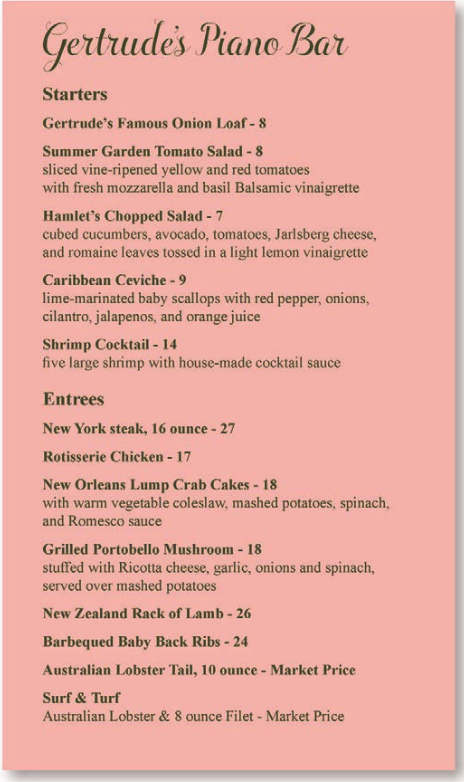 Gertrude's Piano Bar
Starters
Gertrude's Famous Onion Loaf - 8
Summer Garden Tomato Salad - 8
sliced vine-ripened yellow and red tomatoes
with fresh mozzarella and basil Balsamic vinaigrette
Hamlet's Chopped Salad - 7
cubed cucumbers, avocado, tomatoes, Jarlsberg cheese,
and romaine leaves tossed in a light lemon vinaigrette
Caribbean Ceviche - 9
lime-marinated baby scallops with red pepper, onions,
cilantro, jalapenos, and orange juice
Shrimp Cocktail - 14
five large shrimp with house-made cocktail sauce
Entrees
New York steak, 16 ounce - 27
Rotisserie Chicken - 17
New Orleans Lump Crab Cakes - 18
with warm vegetable coleslaw, mashed potatoes, spinach,
and Romesco sauce
Grilled Portobello Mushroom - 18
stuffed with Ricotta cheese, garlic, onions and spinach,
served over mashed potatoes
New Zealand Rack of Lamb - 26
Barbequed Baby Back Ribs - 24
Australian Lobster Tail, 10 ounce - Market Price
Surf & Turf
Australian Lobster & 8 ounce Filet - Market Price